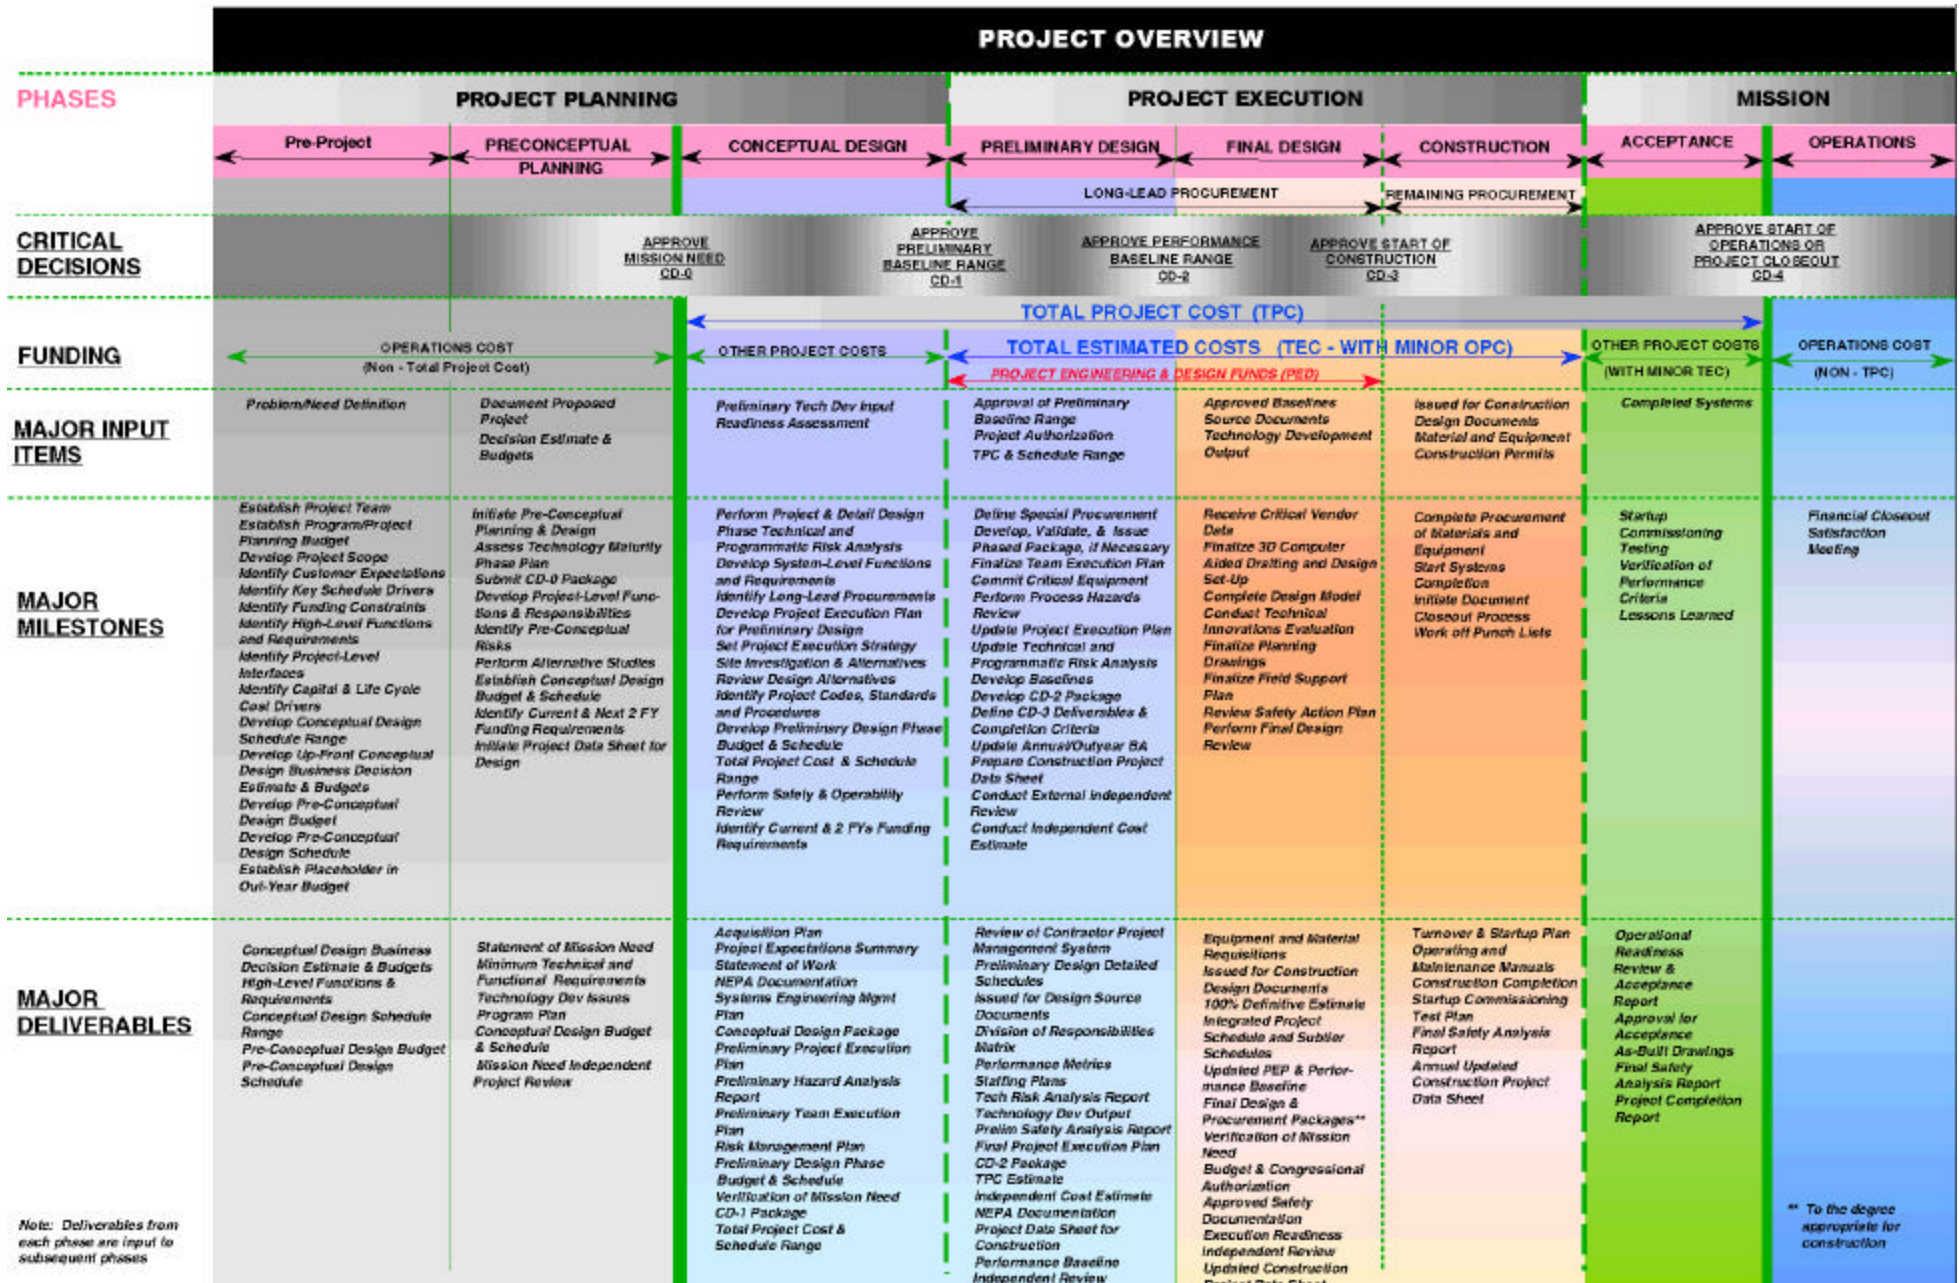 PROJECT OVERVIEW
PHASES
PROJECT PLANNING
PROJECT EXECUTION
MISSION
Pre-Project
PRECONCEPTUAL
PLANNING
CONCEPTUAL DESIGN
PRELIMINARY DESIGN
FINAL DESIGN
CONSTRUCTION
ACCEPTANCE
OPERATIONS
LONG-LEAD PROCUREMENT
REMAINING PROCUREMENT
CRITICAL
DECISIONS
APPROVE
MISSION NEED
CD-0
APPROVE
PRELIMINARY
BASELINE RANGE
CD-1
APPROVE PERFORMANCE
BASELINE RANGE
CD-2
APPROVE START OF
CONSTRUCTION
CD-3
APPROVE START OF
OPERATIONS OR
PROJECT CLOSEOUT
CD-4
FUNDING
TOTAL PROJECT COST (TPC)
OPERATIONS COST
(Non - Total Project Cost)
OTHER PROJECT COSTS
TOTAL ESTIMATED COSTS (TEC - WITH MINOR OPC)
PROJECT ENGINEERING & DESIGN FUNDS (PED)
OTHER PROJECT COSTS
(WITH MINOR TEC)
OPERATIONS COST
(NON - TPC)
MAJOR INPUT
ITEMS
Problem/Need Definition
Document Proposed
Project
Decision Estimate &
Budgets
Preliminary Tech Dev Input
Readiness Assessment
Approval of Preliminary
Baseline Range
Project Authorization
TPC & Schedule Range
Approved Baselines
Source Documents
Technology Development
Output
Issued for Construction
Design Documents
Material and Equipment
Construction Permits
Completed Systems
MAJOR
MILESTONES
Establish Project Team
Establish Program/Project
Planning Budget
Develop Project Scope
Identify Customer Expectations
Identify Key Schedule Drivers
Identify Funding Constraints
Identify High-Level Functions
and Requirements
Identify Project-Level
Interfaces
Identify Capital & Life Cycle
Cost Drivers
Develop Conceptual Design
Schedule Range
Develop Up-Front Conceptual
Design Business Decision
Estimate & Budgets
Develop Pre-Conceptual
Design Budget
Develop Pre-Conceptual
Design Schedule
Establish Placeholder in
Out-Year Budget
Initiate Pre-Conceptual
Planning & Design
Assess Technology Maturity
Phase Plan
Submit CD-0 Package
Develop Project-Level Func-
tions & Responsibilities
Identify Pre-Conceptual
Risks
Perform Alternative Studies
Establish Conceptual Design
Budget & Schedule
Identify Current & Next 2 FY
Funding Requirements
Initiate Project Data Sheet for
Design
Perform Project & Detail Design
Phase Technical and
Programmatic Risk Analysis
Develop System-Level Functions
and Requirements
Identify Long-Lead Procurements
Develop Project Execution Plan
for Preliminary Design
Set Project Execution Strategy
Site Investigation & Alternatives
Review Design Alternatives
Identify Project Codes, Standards
and Procedures
Develop Preliminary Design Phase
Budget & Schedule
Total Project Cost & Schedule
Range
Perform Safety & Operability
Review
Identify Current & 2 FYs Funding
Requirements
Define Special Procurement
Develop, Validate, & Issue
Phased Package, if Necessary
Finalize Team Execution Plan
Commit Critical Equipment
Perform Process Hazards
Review
Update Project Execution Plan
Update Technical and
Programmatic Risk Analysis
Develop Baselines
Develop CD-2 Package
Define CD-3 Deliverables &
Completion Criteria
Update Annual/Outyear BA
Prepare Construction Project
Data Sheet
Conduct External Independent
Review
Conduct Independent Cost
Estimate
Receive Critical Vendor
Data
Finalize 3D Computer
Aided Drafting and Design
Set-Up
Complete Design Model
Conduct Technical
Innovations Evaluation
Finalize Planning
Drawings
Finalize Field Support
Plan
Review Safety Action Plan
Perform Final Design
Review
Complete Procurement
of Materials and
Equipment
Start Systems
Completion
Initiate Document
Closeout Process
Work off Punch Lists
Startup
Commissioning
Testing
Verification of
Performance
Criteria
Lessons Learned
Financial Closeout
Satisfaction
Meeting
MAJOR
DELIVERABLES
Conceptual Design Business
Decision Estimate & Budgets
High-Level Functions &
Requirements
Conceptual Design Schedule
Range
Pre-Conceptual Design Budget
Pre-Conceptual Design
Schedule
Statement of Mission Need
Minimum Technical and
Functional Requirements
Technology Dev Issues
Program Plan
Conceptual Design Budget
& Schedule
Mission Need Independent
Project Review
Acquisition Plan
Project Expectations Summary
Statement of Work
NEPA Documentation
Systems Engineering Mgmt
Plan
Conceptual Design Package
Preliminary Project Execution
Plan
Preliminary Hazard Analysis
Report
Preliminary Team Execution
Plan
Risk Management Plan
Preliminary Design Phase
Budget & Schedule
Verification of Mission Need
CD-1 Package
Total Project Cost &
Schedule Range
Review of Contractor Project
Management System
Preliminary Design Detailed
Schedules
Issued for Design Source
Documents
Division of Responsibilities
Matrix
Performance Metrics
Staffing Plans
Tech Risk Analysis Report
Technology Dev Output
Prelim Safety Analysis Report
Final Project Execution Plan
CD-2 Package
TPC Estimate
Independent Cost Estimate
NEPA Documentation
Project Data Sheet for
Construction
Performance Baseline
Independent Review
Equipment and Material
Requisitions
Issued for Construction
Design Documents
100% Definitive Estimate
Integrated Project
Schedule and Subtier
Schedules
Updated PEP & Perfor-
mance Baseline
Final Design &
Procurement Packages**
Verification of Mission
Need
Budget & Congressional
Authorization
Approved Safety
Documentation
Execution Readiness
Independent Review
Updated Construction
Project Data Sheet
Turnover & Startup Plan
Operating and
Maintenance Manuals
Construction Completion
Startup Commissioning
Test Plan
Final Safety Analysis
Report
Annual Updated
Construction Project
Data Sheet
Operational
Readiness
Review &
Acceptance
Report
Approval for
Acceptance
As-Built Drawings
Final Safety
Analysis Report
Project Completion
Report
** To the degree
appropriate for
construction
Note: Deliverables from
each phase are input to
subsequent phases